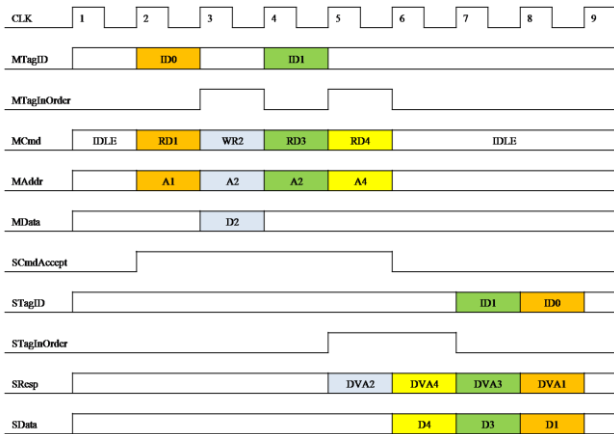 CLK 1 2 3 4 5 6 7 8 9
MTagID ID0 ID1
MTagInOrder
MCmd IDLE RD1 WR2 RD3 RD4 IDLE
MAddr A1 A2 A2 A4
MData D2
SCmdAccept
STagID ID1 ID0
STagInOrder
SResp DVA2 DVA4 DVA3 DVA1
SData D4 D3 D1